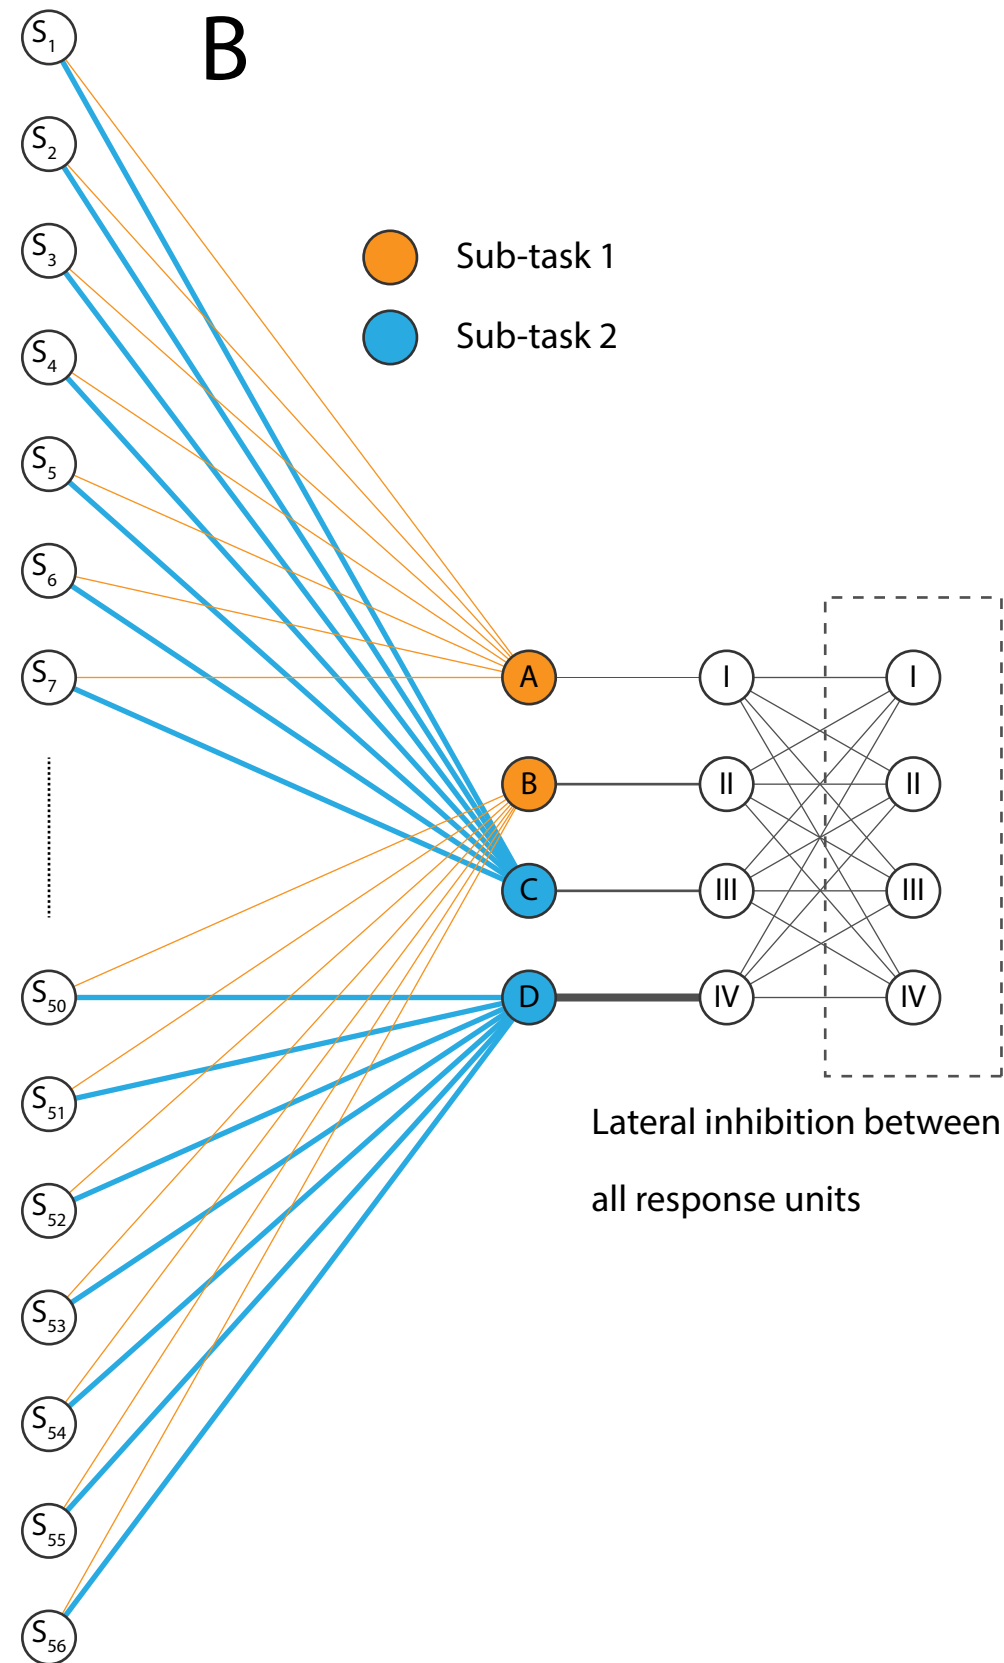 B
S1
S2
S3
S4
S5
S6
S7
S50
S51
S52
S53
S54
S55
S56
Sub-task 1
Sub-task 2
A
B
C
D
I
II
III
IV
I
II
III
IV
Lateral inhibition between
all response units